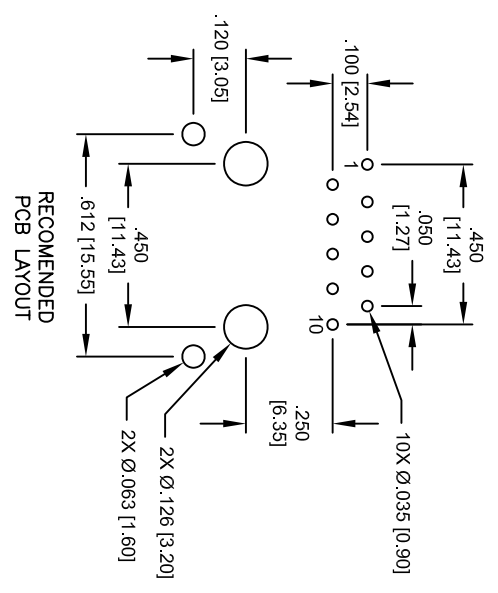 .450
[11.43]
.050
[1.27]
10X Ø.035 [0.90]
.100 [2.54]
1
10
.250
[6.35]
.120 [3.05]
2X Ø.126 [3.20]
2X Ø.063 [1.60]
.450
[11.43]
.612 [15.55]
RECOMENDED
PCB LAYOUT